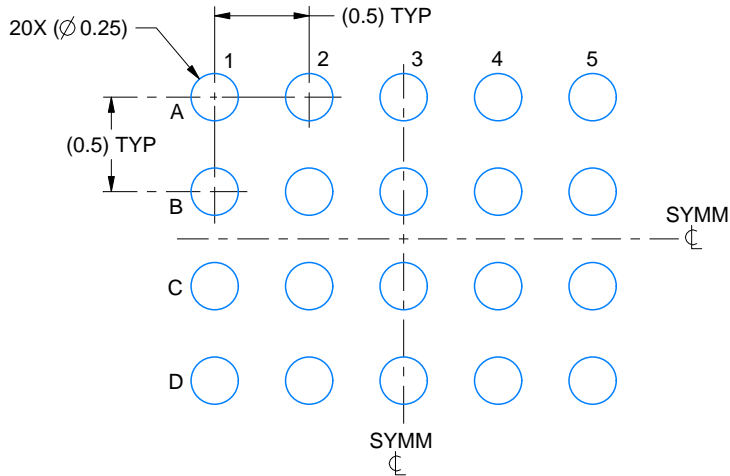 20X (∅ 0.25)
(0.5) TYP
1 2 3 4 5
A
(0.5) TYP
B
SYMM
℄
C
D
SYMM
℄